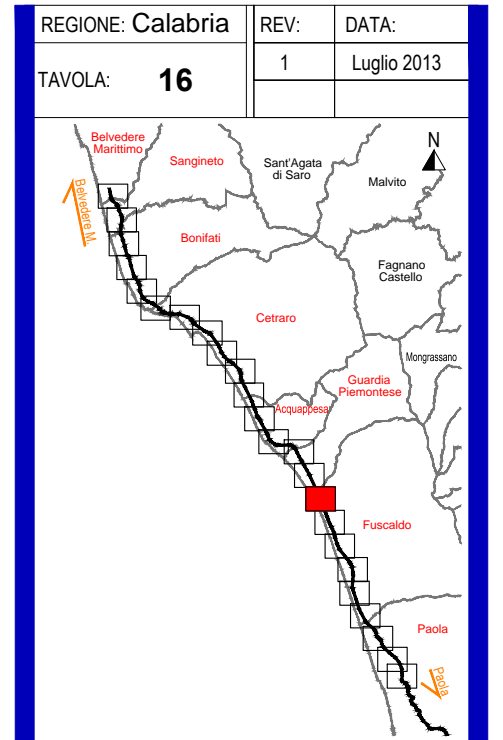 REGIONE: Calabria
REV:
DATA:
TAVOLA: 16
1
Luglio 2013
Belvedere
Marittimo
Sangineto
Sant'Agata
di Saro
N
Malvito
Belvedere M.
Bonifati
Fagnano
Castello
Cetraro
Mongrassano
Guardia
Piemontese
Acquappesa
Fuscaldo
Paola
Paola